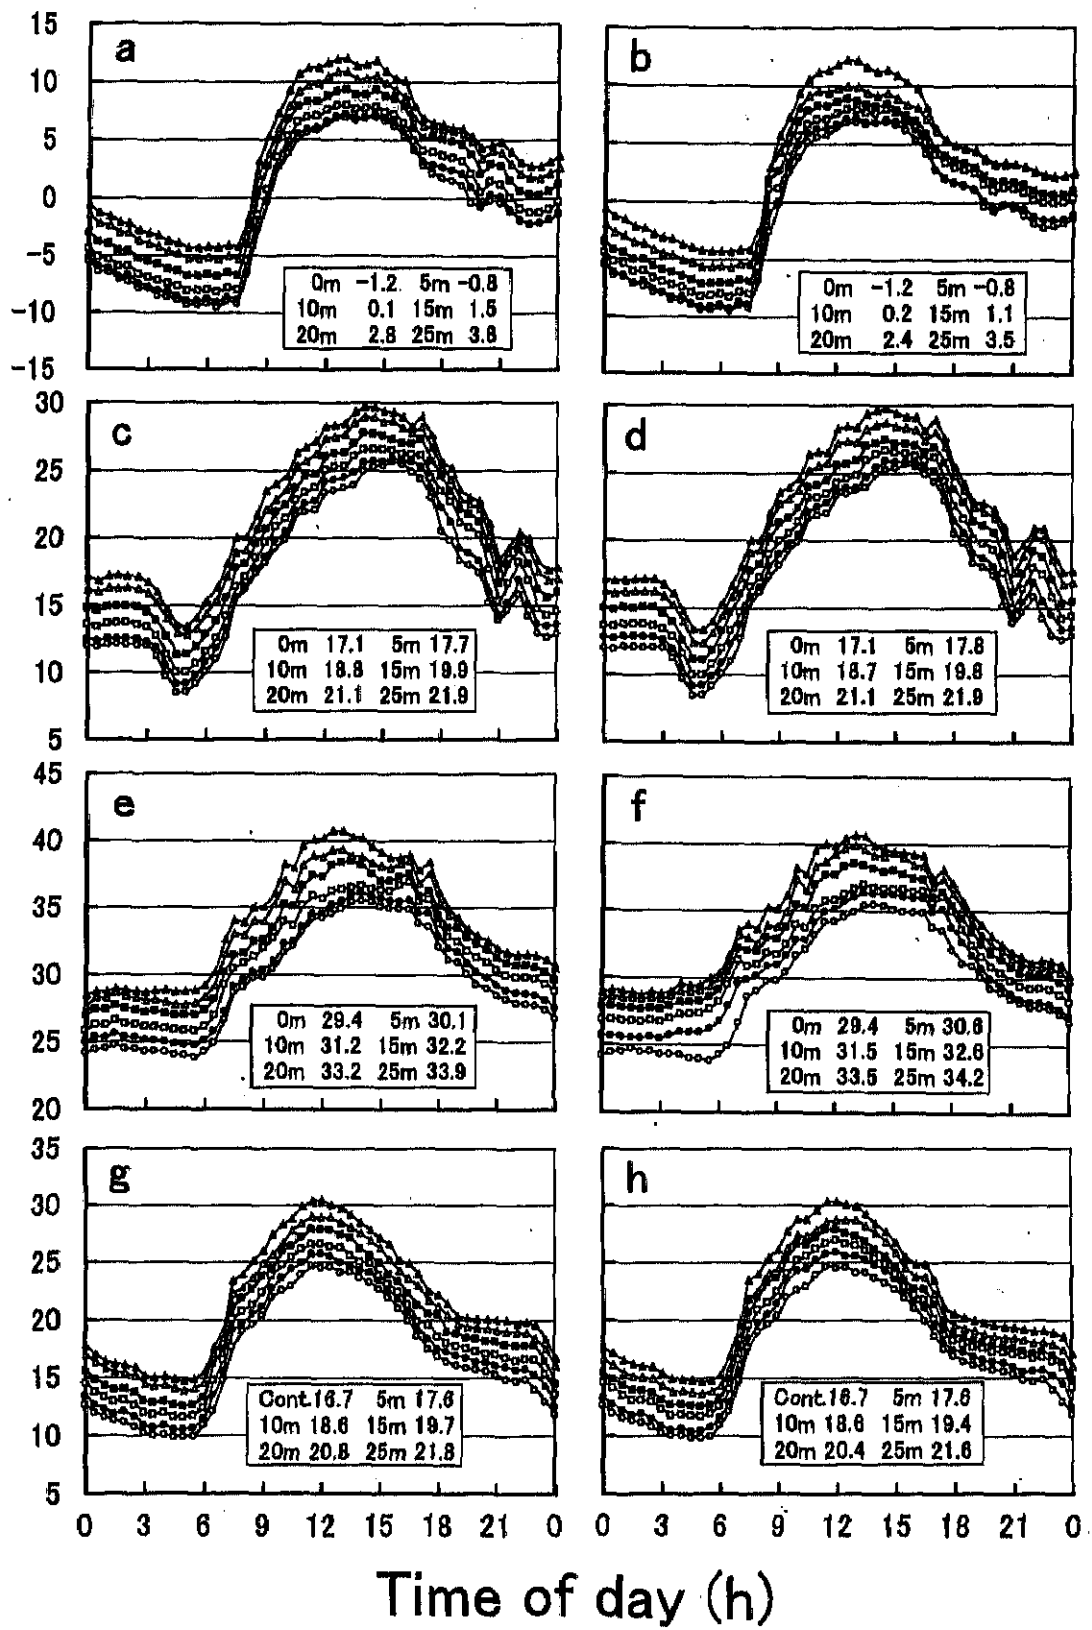 15
10
5
0
-5
-10
-15
a
0m -1.2 5m -0.8
10m 0.1 15m 1.5
20m 2.8 25m 3.8
b
0m -1.2 5m -0.8
10m 0.2 15m 1.1
20m 2.4 25m 3.5
30
25
20
15
10
5
c
0m 17.1 5m 17.7
10m 18.8 15m 19.9
20m 21.1 25m 21.9
d
0m 17.1 5m 17.8
10m 18.7 15m 19.8
20m 21.1 25m 21.9
45
40
35
30
25
20
e
0m 29.4 5m 30.1
10m 31.2 15m 32.2
20m 33.2 25m 33.9
f
0m 29.4 5m 30.6
10m 31.5 15m 32.6
20m 33.5 25m 34.2
35
30
25
20
15
10
5
g
Cont.16.7 5m 17.6
10m 18.6 15m 19.7
20m 20.8 25m 21.8
h
Cont.16.7 5m 17.6
10m 18.6 15m 19.4
20m 20.4 25m 21.6
0 3 6 9 12 15 18 21 0
0 3 6 9 12 15 18 21 0
Time of day (h)